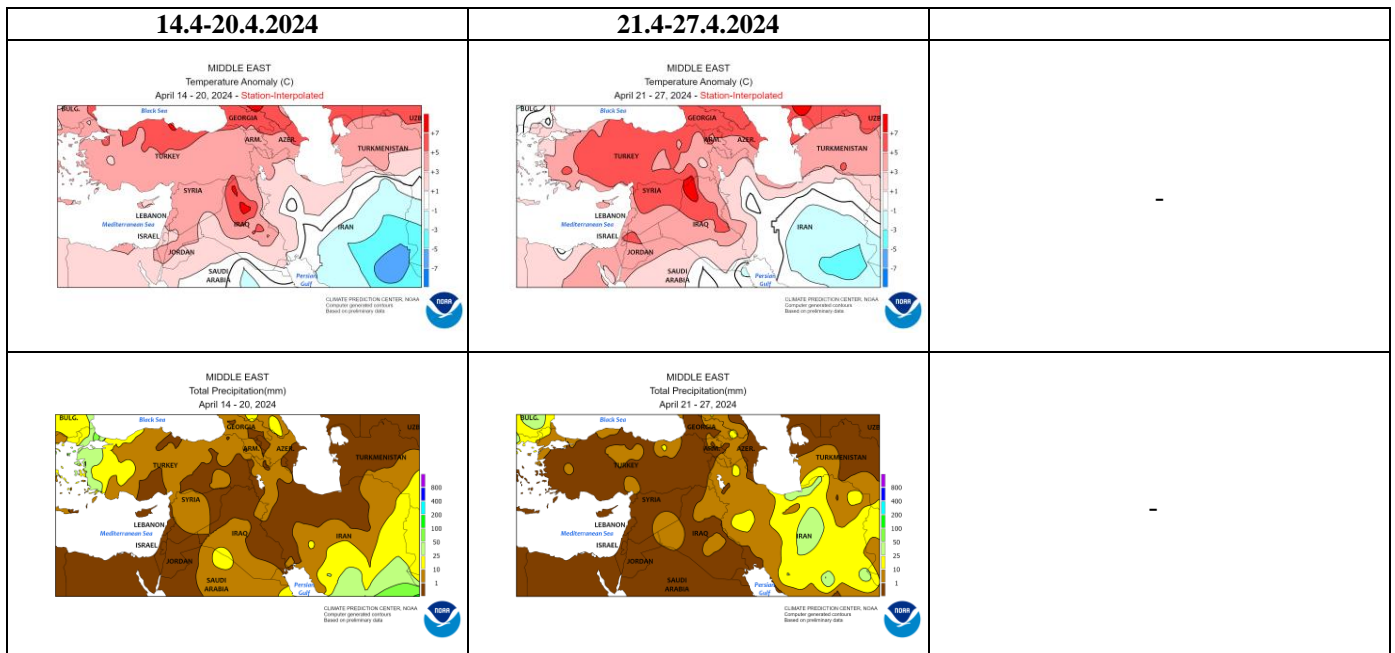 14.4-20.4.2024
21.4-27.4.2024
MIDDLE EAST
Temperature Anomaly (C)
April 14 - 20, 2024 - Station-Interpolated
BULG.
Black Sea
GEORGIA
UZB
ARM.
AZER.
TURKEY
TURKMENISTAN
SYRIA
LEBANON
Mediterranean Sea
IRAQ
IRAN
ISRAEL
JORDAN
SAUDI
ARABIA
Persian
Gulf
+7
+5
+3
+1
-1
-3
-5
-7
CLIMATE PREDICTION CENTER, NOAA
Computer generated contours
Based on preliminary data
NOAA
MIDDLE EAST
Temperature Anomaly (C)
April 21 - 27, 2024 - Station-Interpolated
BULG.
Black Sea
GEORGIA
UZB
ARM.
AZER.
TURKEY
TURKMENISTAN
SYRIA
LEBANON
Mediterranean Sea
IRAQ
IRAN
ISRAEL
JORDAN
SAUDI
ARABIA
Persian
Gulf
+7
+5
+3
+1
-1
-3
-5
-7
CLIMATE PREDICTION CENTER, NOAA
Computer generated contours
Based on preliminary data
NOAA
-
MIDDLE EAST
Total Precipitation(mm)
April 14 - 20, 2024
BULG.
Black Sea
GEORGIA
UZB
ARM.
AZER.
TURKEY
TURKMENISTAN
SYRIA
LEBANON
Mediterranean Sea
IRAQ
IRAN
ISRAEL
JORDAN
SAUDI
ARABIA
Persian
Gulf
800
400
200
100
50
25
10
1
CLIMATE PREDICTION CENTER, NOAA
Computer generated contours
Based on preliminary data
NOAA
MIDDLE EAST
Total Precipitation(mm)
April 21 - 27, 2024
BULG.
Black Sea
GEORGIA
UZB
ARM.
AZER.
TURKEY
TURKMENISTAN
SYRIA
LEBANON
Mediterranean Sea
IRAQ
IRAN
ISRAEL
JORDAN
SAUDI
ARABIA
Persian
Gulf
800
400
200
100
50
25
10
1
CLIMATE PREDICTION CENTER, NOAA
Computer generated contours
Based on preliminary data
NOAA
-